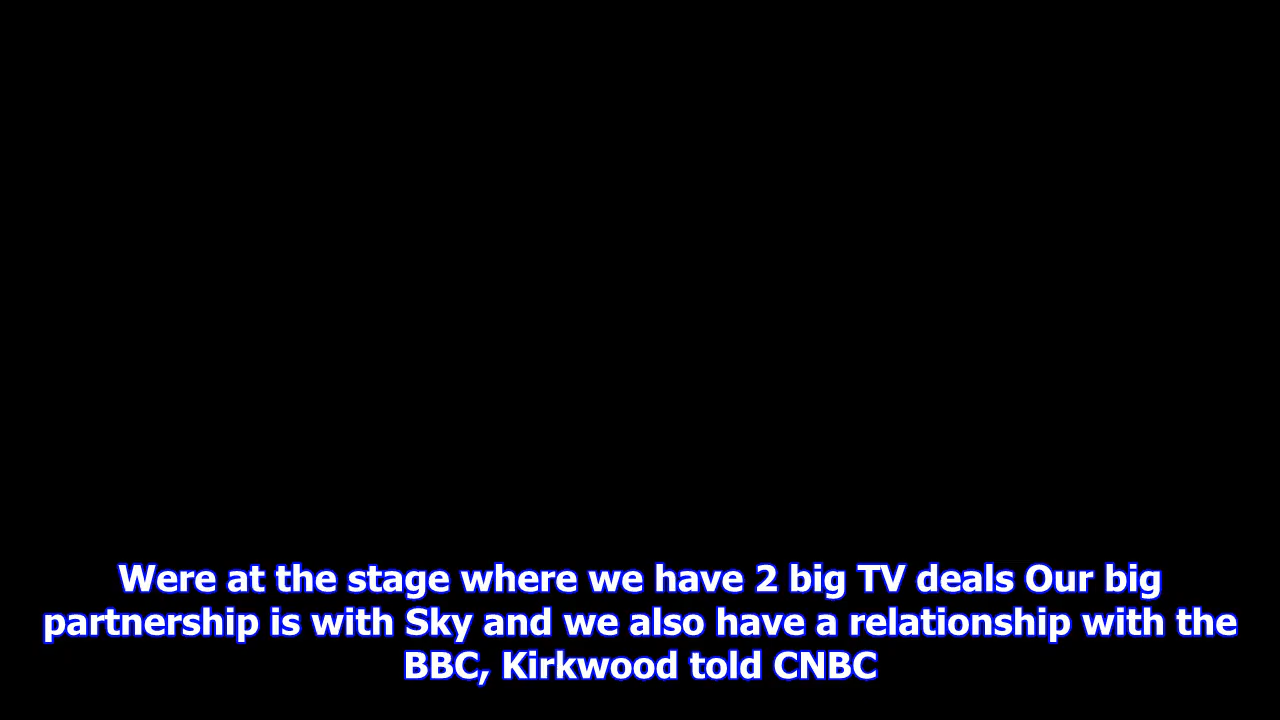 Were at the stage where we have 2 big TV deals Our big
partnership is with Sky and we also have a relationship with the
BBC, Kirkwood told CNBC